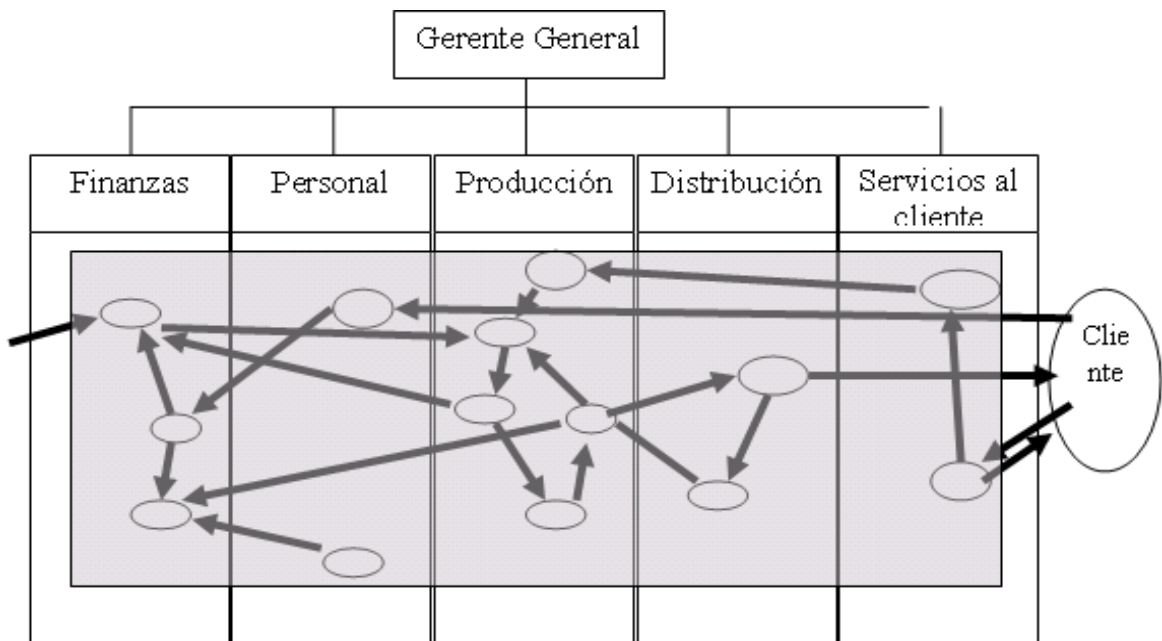 Gerente General
Finanzas
Personal
Producción
Distribución
Servicios al
cliente
Clie
nte